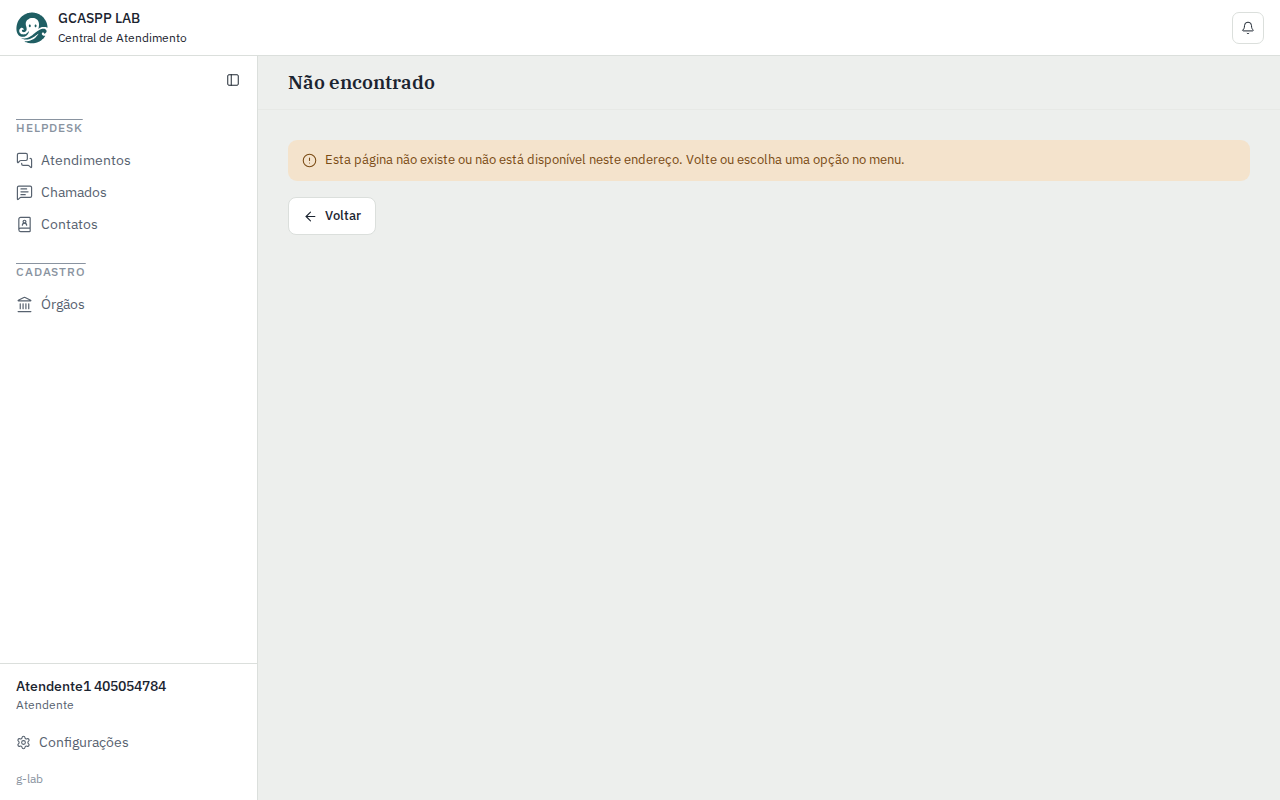 GCASPP LAB
Central de Atendimento
Não encontrado
HELPDESK
Atendimentos
Chamados
Contatos
CADASTRO
Órgãos
Esta página não existe ou não está disponível neste endereço. Volte ou escolha uma opção no menu.
Voltar
Atendente1 405054784
Atendente
Configurações
g-lab